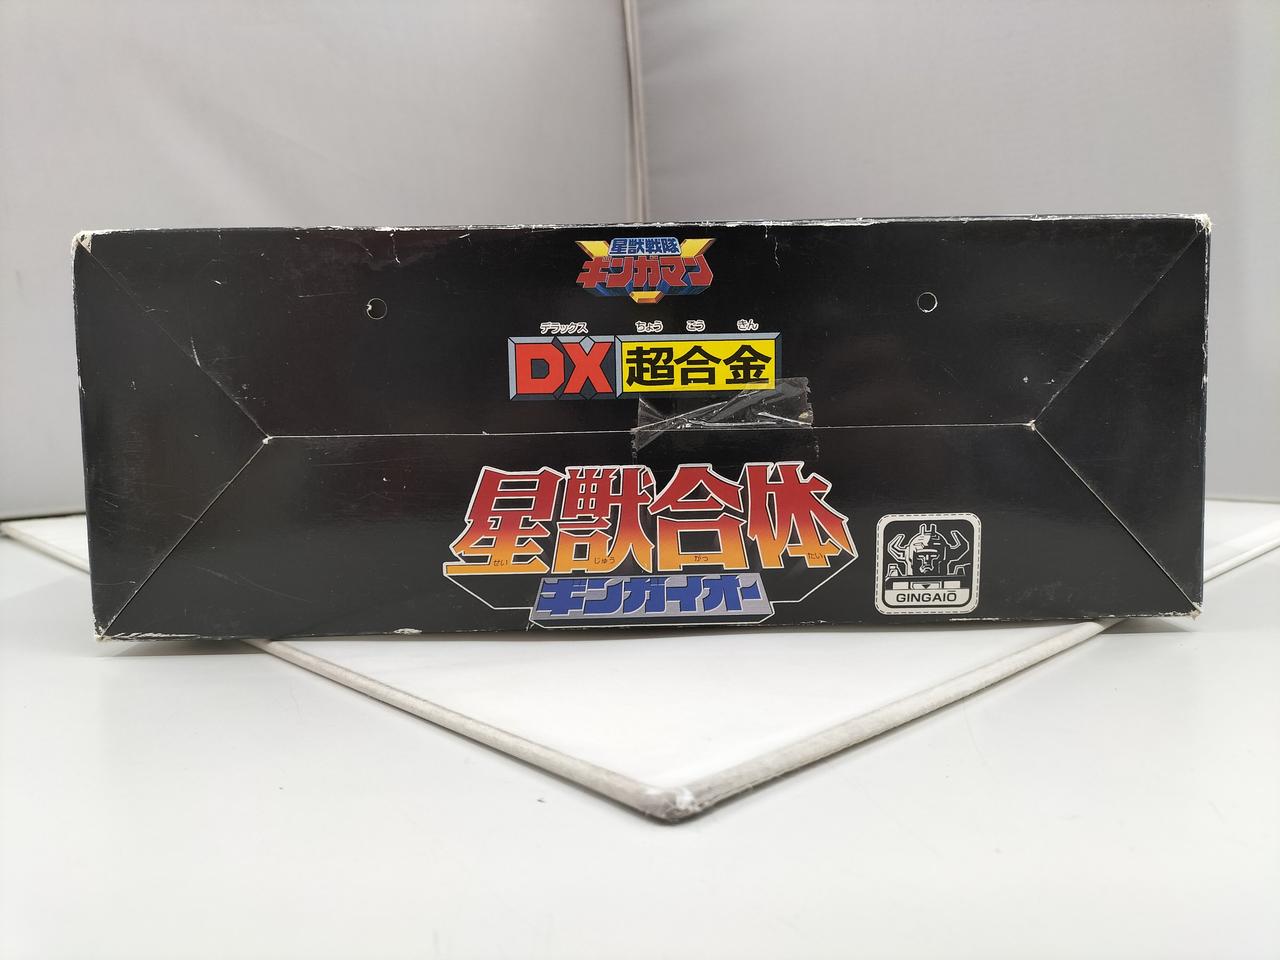 星獣戦隊
ギンガマン
デラックス ちょう ごう きん
DX 超合金
星獣合体
せい じゅう がっ たい
ギンガイオー
GINGAIŌ